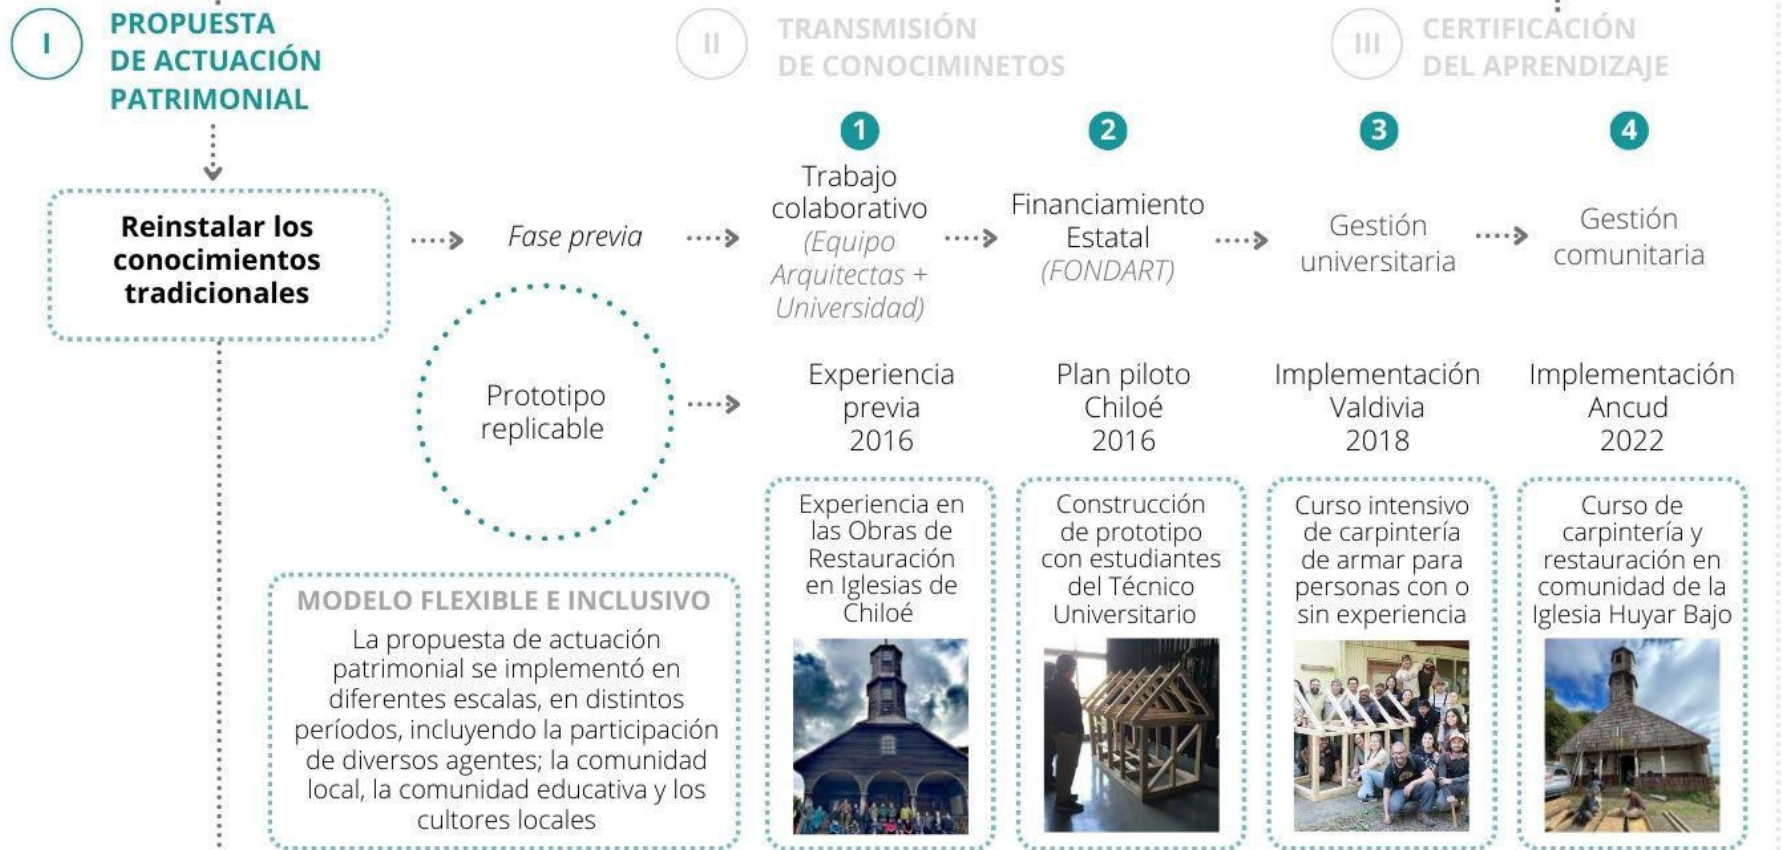 I
PROPUESTA
DE ACTUACIÓN
PATRIMONIAL
II
TRANSMISIÓN
DE CONOCIMINETOS
III
CERTIFICACIÓN
DEL APRENDIZAJE
Reinstalar los
conocimientos
tradicionales
Fase previa
1
Trabajo
colaborativo
(Equipo
Arquitectas +
Universidad)
2
Financiamiento
Estatal
(FONDART)
3
Gestión
universitaria
4
Gestión
comunitaria
Prototipo
replicable
Experiencia
previa
2016
Plan piloto
Chiloé
2016
Implementación
Valdivia
2018
Implementación
Ancud
2022
Experiencia en
las Obras de
Restauración
en Iglesias de
Chiloé
Construcción
de prototipo
con estudiantes
del Técnico
Universitario
Curso intensivo
de carpintería
de armar para
personas con o
sin experiencia
Curso de
carpintería y
restauración en
comunidad de la
Iglesia Huyar Bajo
MODELO FLEXIBLE E INCLUSIVO
La propuesta de actuación
patrimonial se implementó en
diferentes escalas, en distintos
períodos, incluyendo la participación
de diversos agentes; la comunidad
local, la comunidad educativa y los
cultores locales